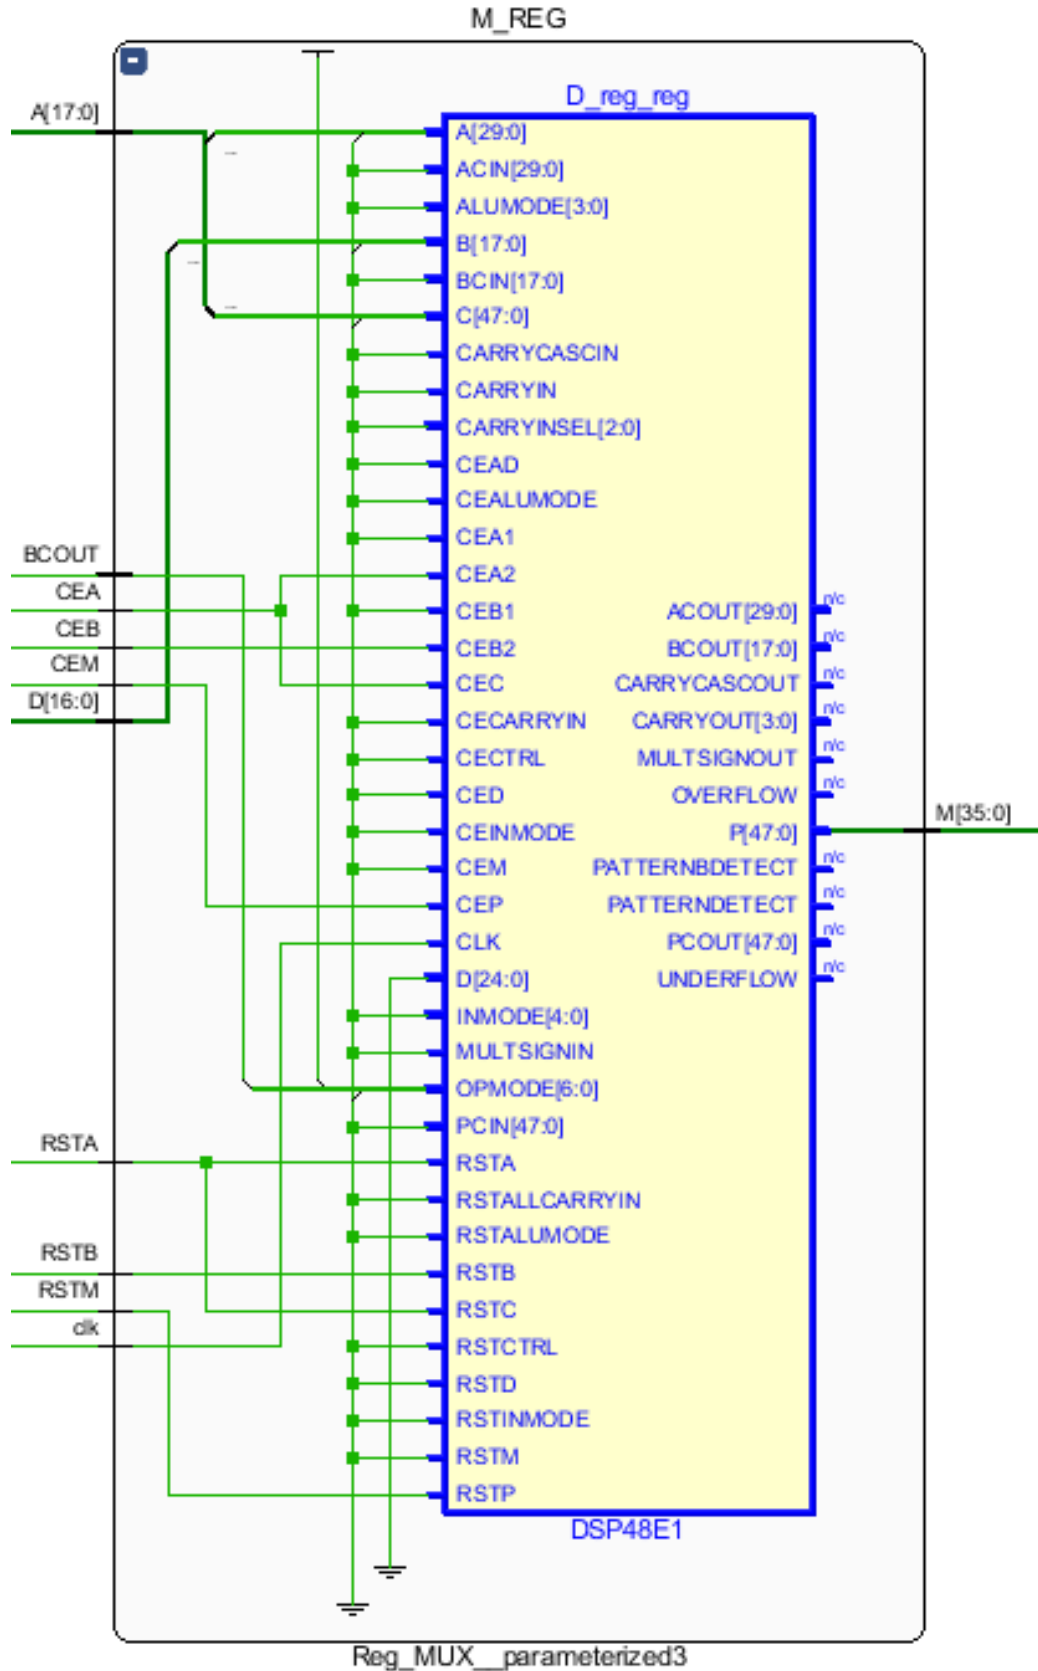 M_REG
D_reg_reg
A[17:0]
A[29:0]
ACIN[29:0]
ALUMODE[3:0]
B[17:0]
BCIN[17:0]
C[47:0]
CARRYCASCIN
CARRYIN
CARRYINSEL[2:0]
CEAD
CEALUMODE
CEA1
BCOUT
CEA2
CEA
CEB1
ACOUT[29:0]
n/c
CEB
CEB2
BCOUT[17:0]
n/c
CEM
CEC
CARRYCASCOUT
n/c
D[16:0]
CECARRYIN
CARRYOUT[3:0]
n/c
CECTRL
MULTSIGNOUT
n/c
CED
OVERFLOW
n/c
CEINMODE
P[47:0]
M[35:0]
CEM
PATTERNBDETECT
n/c
CEP
PATTERNDETECT
n/c
CLK
PCOUT[47:0]
n/c
D[24:0]
UNDERFLOW
n/c
INMODE[4:0]
MULTSIGNIN
OPMODE[6:0]
PCIN[47:0]
RSTA
RSTA
RSTALLCARRYIN
RSTALUMODE
RSTB
RSTB
RSTM
RSTC
clk
RSTCTRL
RSTD
RSTINMODE
RSTM
RSTP
DSP48E1
Reg_MUX__parameterized3